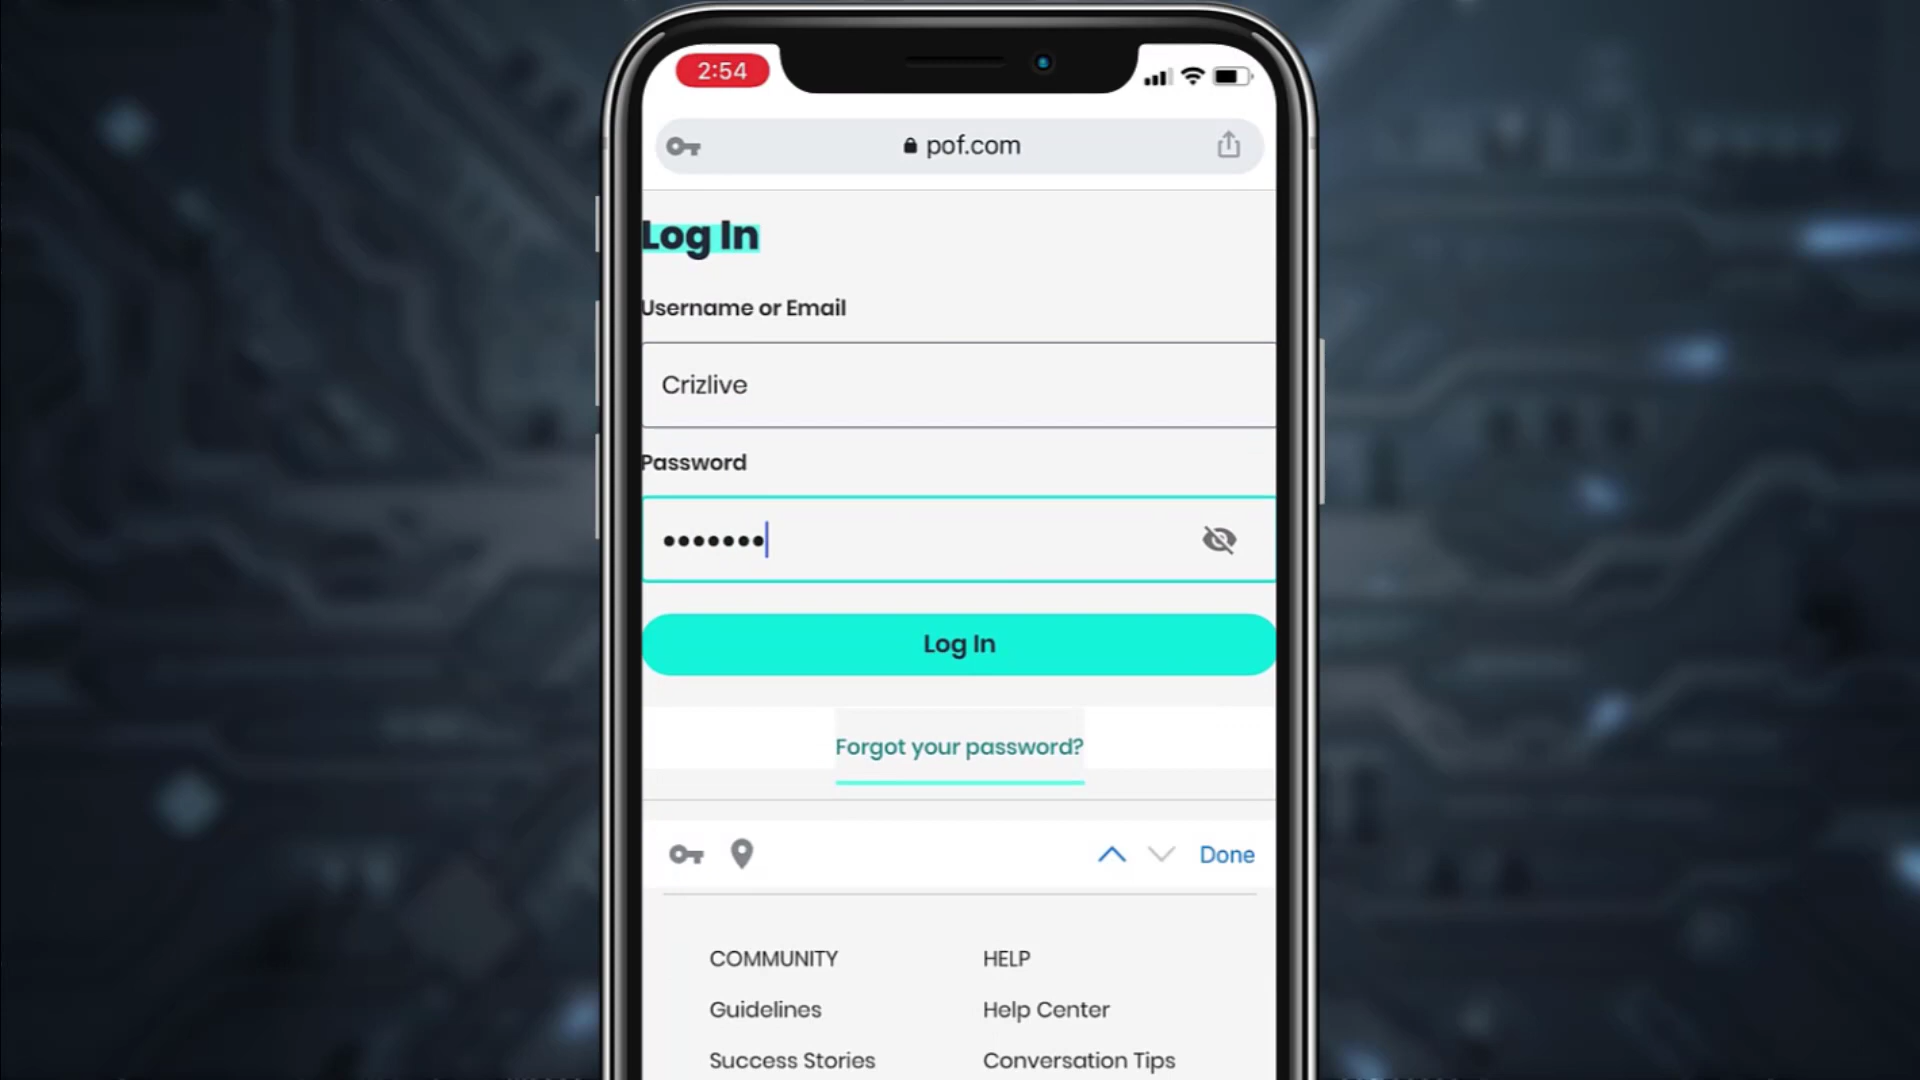 2:54
pof.com
Log In
Username or Email
Crizlive
Password
•••••••
Log In
Forgot your password?
Done
COMMUNITY
HELP
Guidelines
Help Center
Success Stories
Conversation Tips